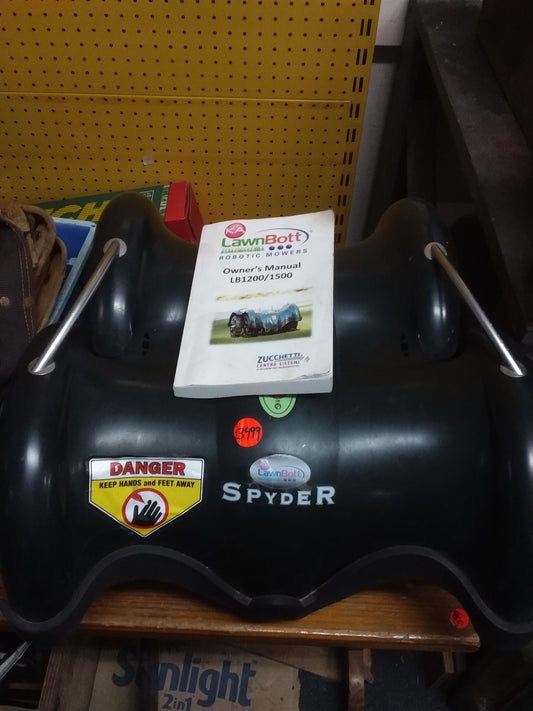 KA
LawnBott
ROBOTIC MOWERS
Owner's Manual
LB1200/1500
ZUCCHETTI
CENTRO SISTEMI
DANGER
KEEP HANDS and FEET AWAY
LawnBott
SPYDER
Sunlight
2in1